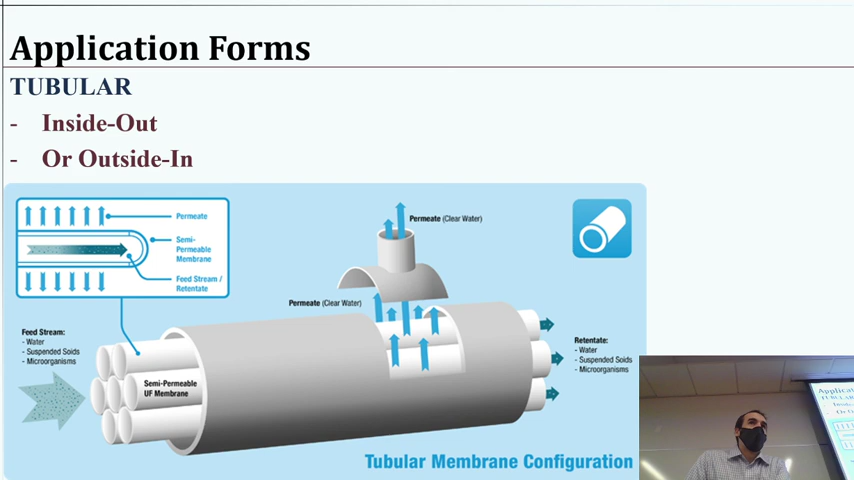 Application Forms
TUBULAR
- Inside-Out
- Or Outside-In
Permeate
Semi-
Permeable
Membrane
Feed Stream /
Retentate
Permeate (Clear Water)
Permeate (Clear Water)
Feed Stream:
- Water
- Suspended Soids
- Microorganisms
Semi-Permeable
UF Membrane
Retentate:
- Water
- Suspended Soids
- Microorganisms
Tubular Membrane Configuration
Applicatio
TUBULAR